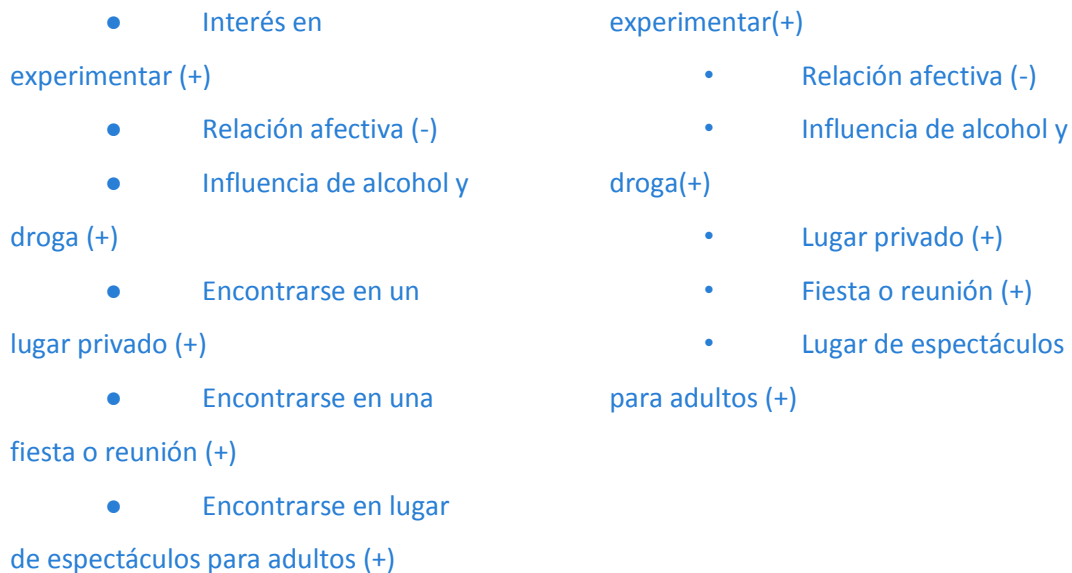 ● Interés en
experimentar (+)
● Relación afectiva (-)
● Influencia de alcohol y
droga (+)
● Encontrarse en un
lugar privado (+)
● Encontrarse en una
fiesta o reunión (+)
● Encontrarse en lugar
de espectáculos para adultos (+)
experimentar(+)
• Relación afectiva (-)
• Influencia de alcohol y
droga(+)
• Lugar privado (+)
• Fiesta o reunión (+)
• Lugar de espectáculos
para adultos (+)